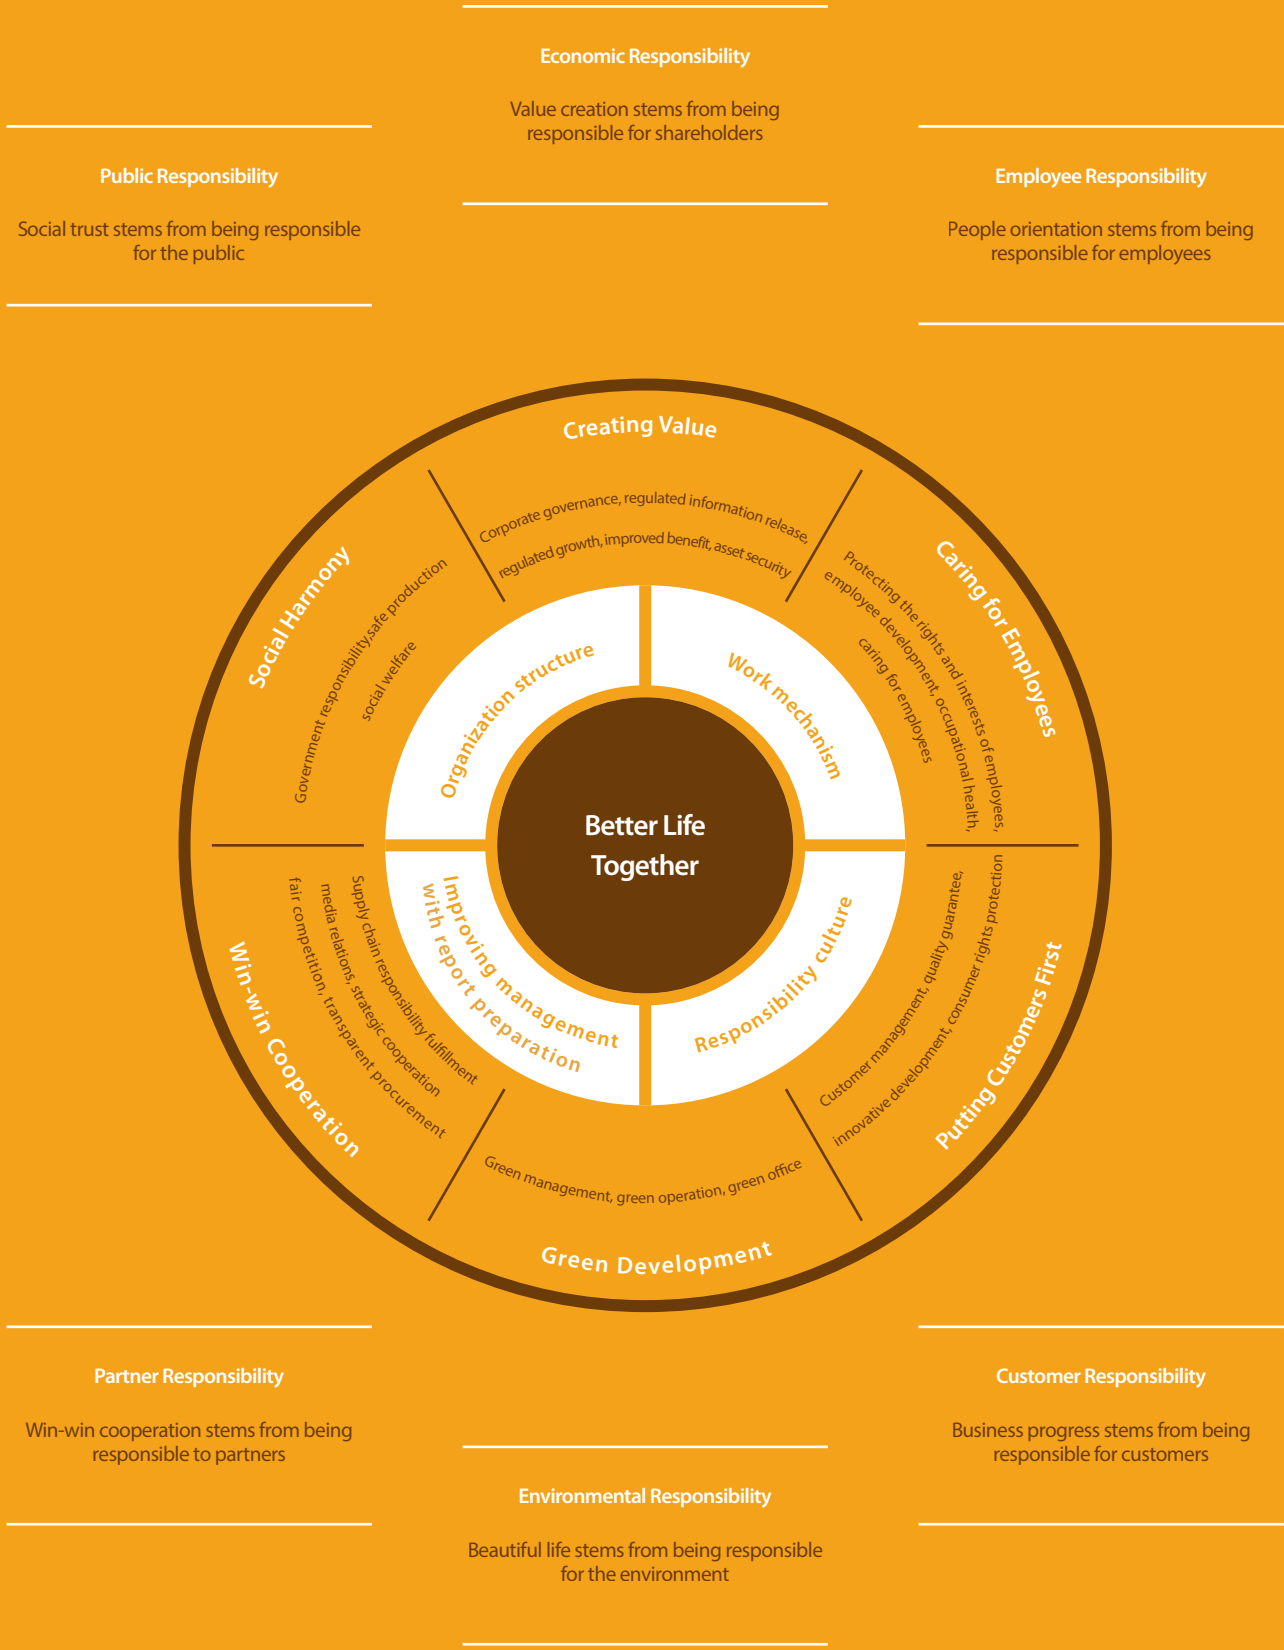 Economic Responsibility
Value creation stems from being
responsible for shareholders
Public Responsibility
Social trust stems from being responsible
for the public
Employee Responsibility
People orientation stems from being
responsible for employees
Creating Value
Corporate governance, regulated information release,
regulated growth, improved benefit, asset security
Caring for Employees
Protecting the rights and interests of employees,
employee development, occupational health,
caring for employees
Social Harmony
Government responsibility,safe production
social welfare
Organization structure
Work mechanism
Better Life
Together
Improving management
with report preparation
Responsibility culture
Supply chain responsibility fulfillment
media relations, strategic cooperation
fair competition, transparent procurement
Win-win Cooperation
Customer management, quality guarantee,
innovative development, consumer rights protection
Putting Customers First
Green management, green operation, green office
Green Development
Partner Responsibility
Win-win cooperation stems from being
responsible to partners
Customer Responsibility
Business progress stems from being
responsible for customers
Environmental Responsibility
Beautiful life stems from being responsible
for the environment